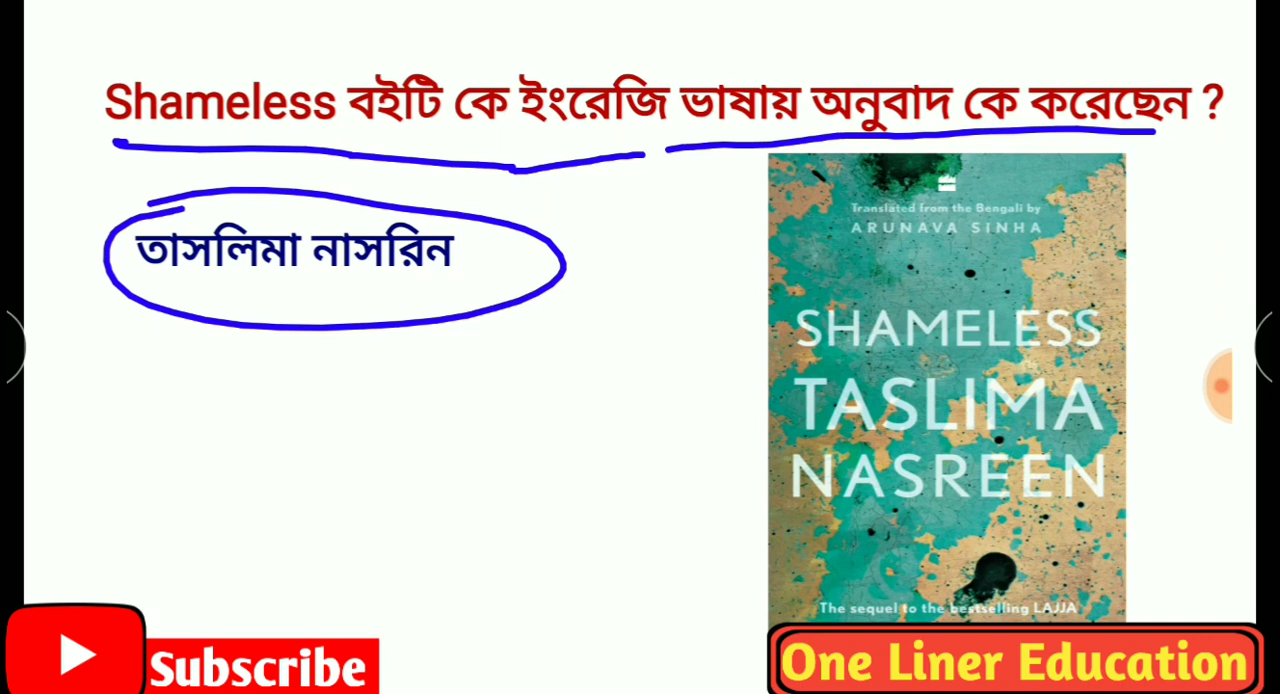 Shameless বইটি কে ইংরেজি ভাষায় অনুবাদ কে করেছেন ?
তাসলিমা নাসরিন
Translated from the Bengali by
ARUNAVA SINHA
SHAMELESS
TASLIMA
NASREEN
The sequel to the bestselling LAJJA
Subscribe
One Liner Education